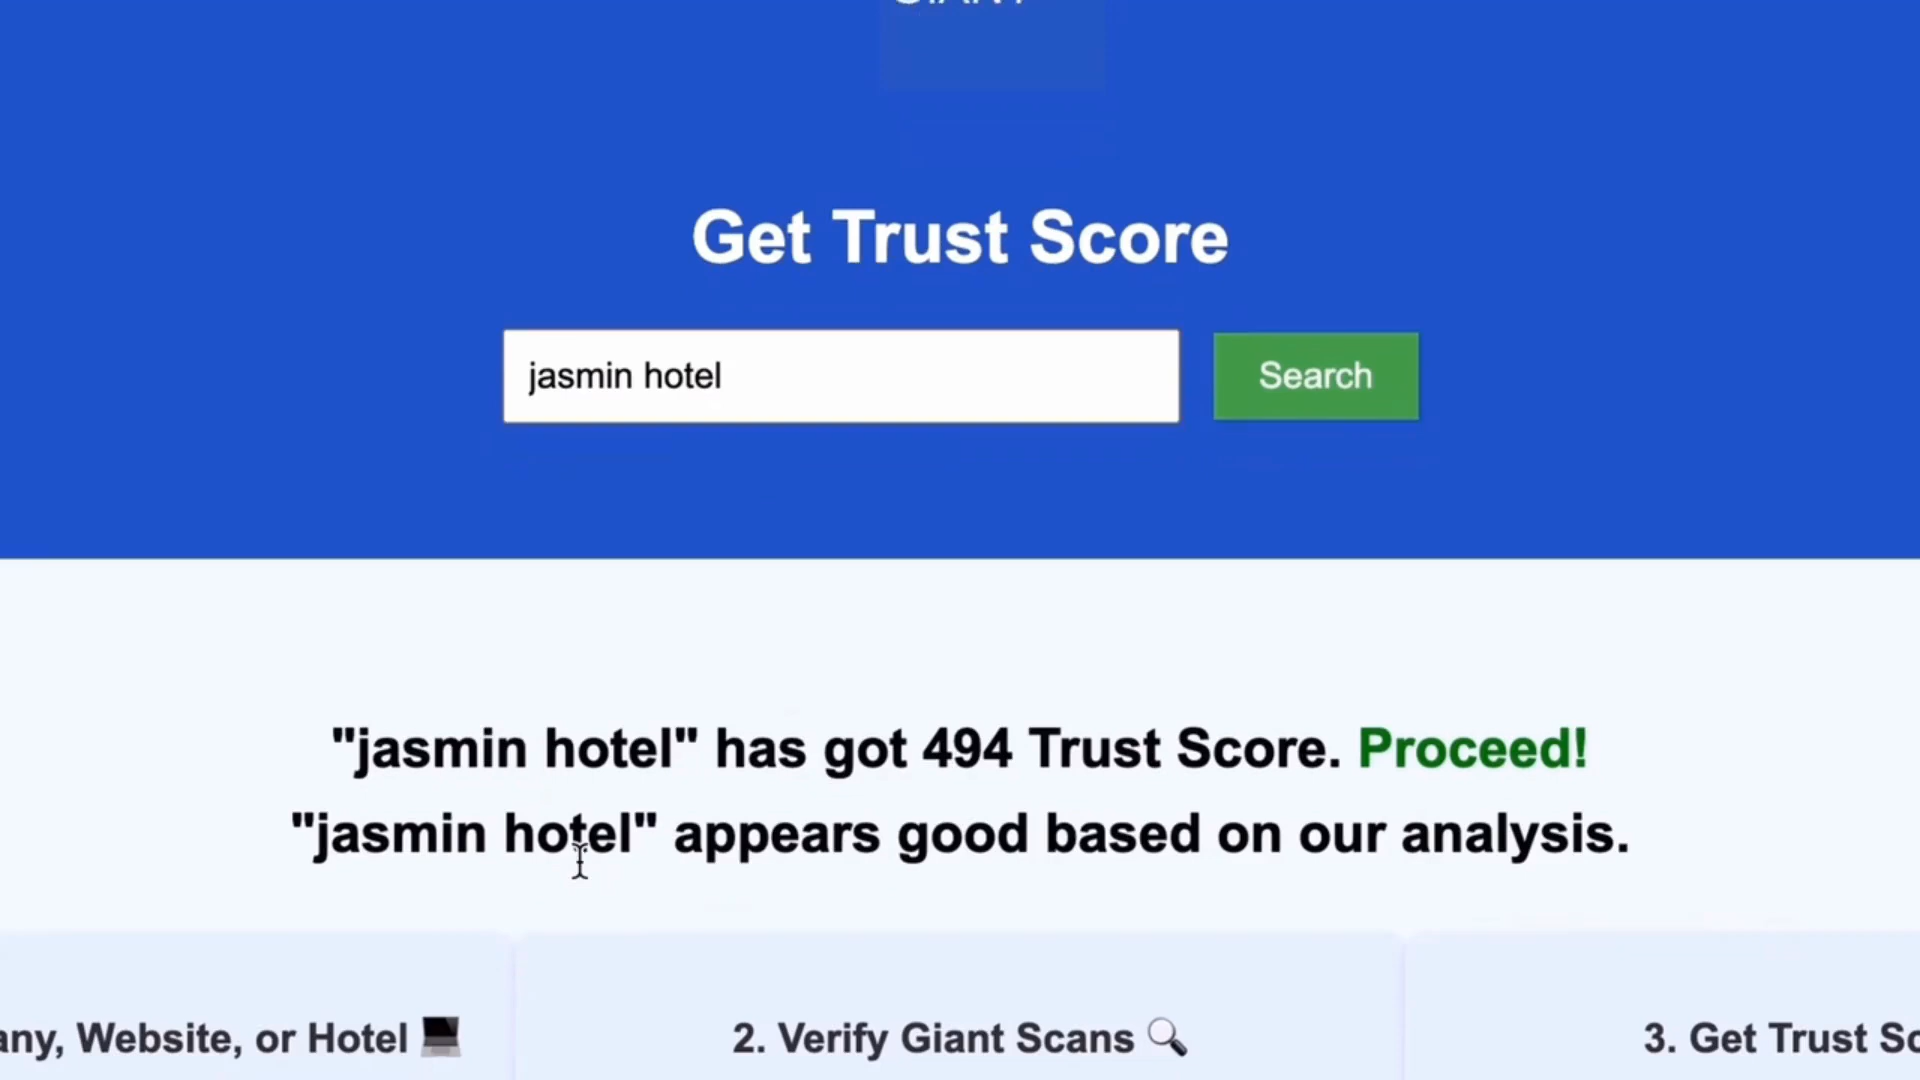 GIANT
Get Trust Score
jasmin hotel
Search
"jasmin hotel" has got 494 Trust Score. Proceed!
"jasmin hotel" appears good based on our analysis.
any, Website, or Hotel
2. Verify Giant Scans
3. Get Trust Sc